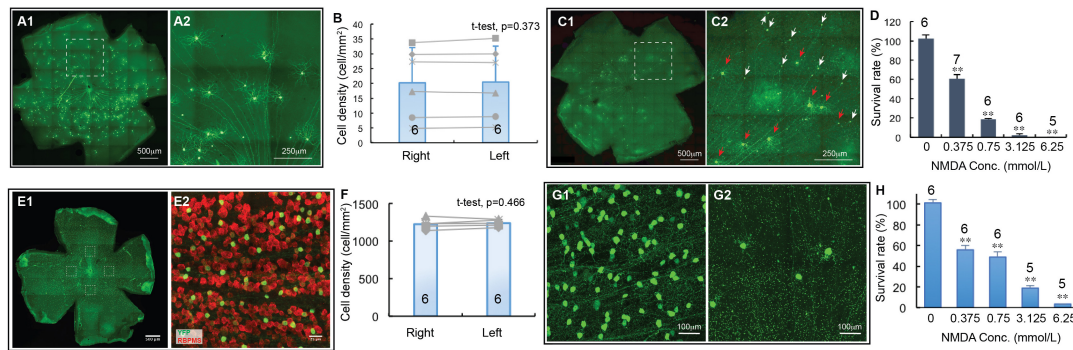 A1
500μm
A2
250μm
B
t-test, p=0.373
Cell density (cell/mm²)
40
35
30
25
20
15
10
5
0
6
6
Right
Left
C1
500μm
C2
250μm
D
Survival rate (%)
120
100
80
60
40
20
0
6
7
**
6
**
6
**
5
**
0
0.375
0.75
3.125
6.25
NMDA Conc. (mmol/L)
E1
500 μm
E2
YFP
RBPMS
F
t-test, p=0.466
Cell density (cell/mm²)
1500
1000
500
0
6
6
Right
Left
G1
100μm
G2
100μm
H
Survival rate (%)
120
100
80
60
40
20
0
6
6
**
6
**
5
**
5
**
0
0.375
0.75
3.125
6.25
NMDA Conc. (mmol/L)